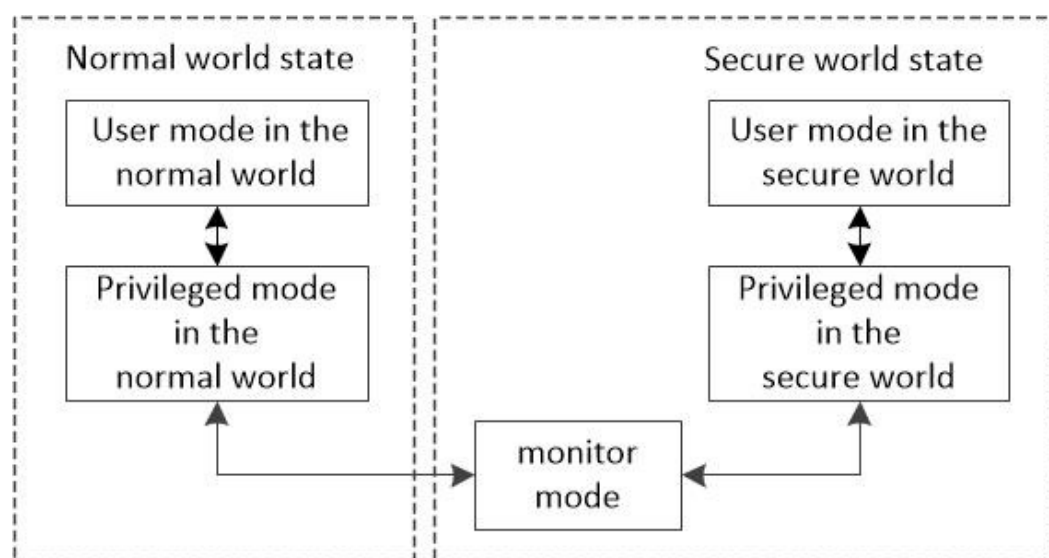 Normal world state
User mode in the
normal world
Privileged mode
in the
normal world
Secure world state
User mode in the
secure world
Privileged mode
in the
secure world
monitor
mode